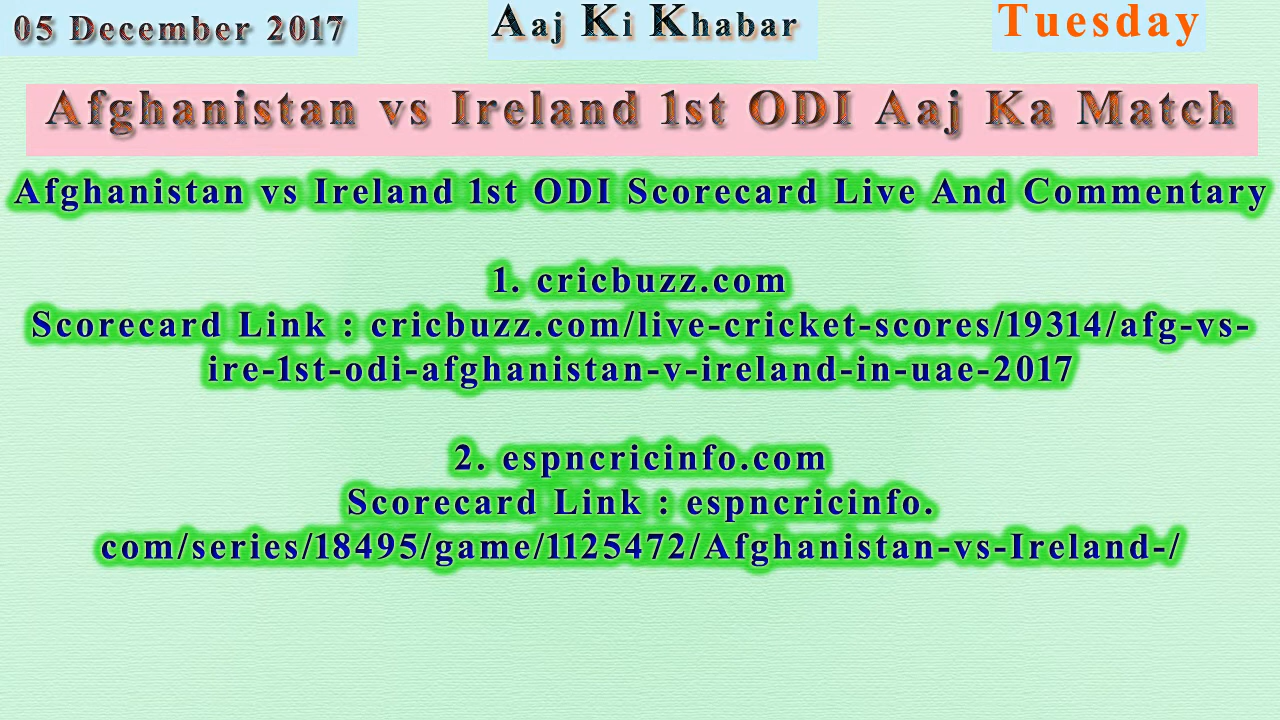 05 December 2017
Aaj Ki Khabar
Tuesday
Afghanistan vs Ireland 1st ODI Aaj Ka Match
Afghanistan vs Ireland 1st ODI Scorecard Live And Commentary
1. cricbuzz.com
Scorecard Link : cricbuzz.com/live-cricket-scores/19314/afg-vs-
ire-1st-odi-afghanistan-v-ireland-in-uae-2017
2. espncricinfo.com
Scorecard Link : espncricinfo.
com/series/18495/game/1125472/Afghanistan-vs-Ireland-/